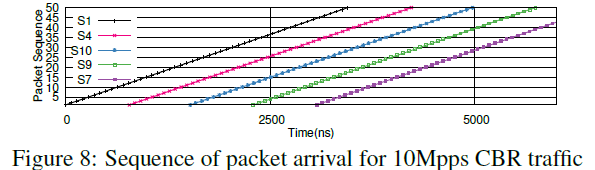 Packet Sequence
50
45
40
35
30
25
20
15
10
5
S1
S4
S10
S9
S7
0 2500 5000
Time(ns)
Figure 8: Sequence of packet arrival for 10Mpps CBR traffic